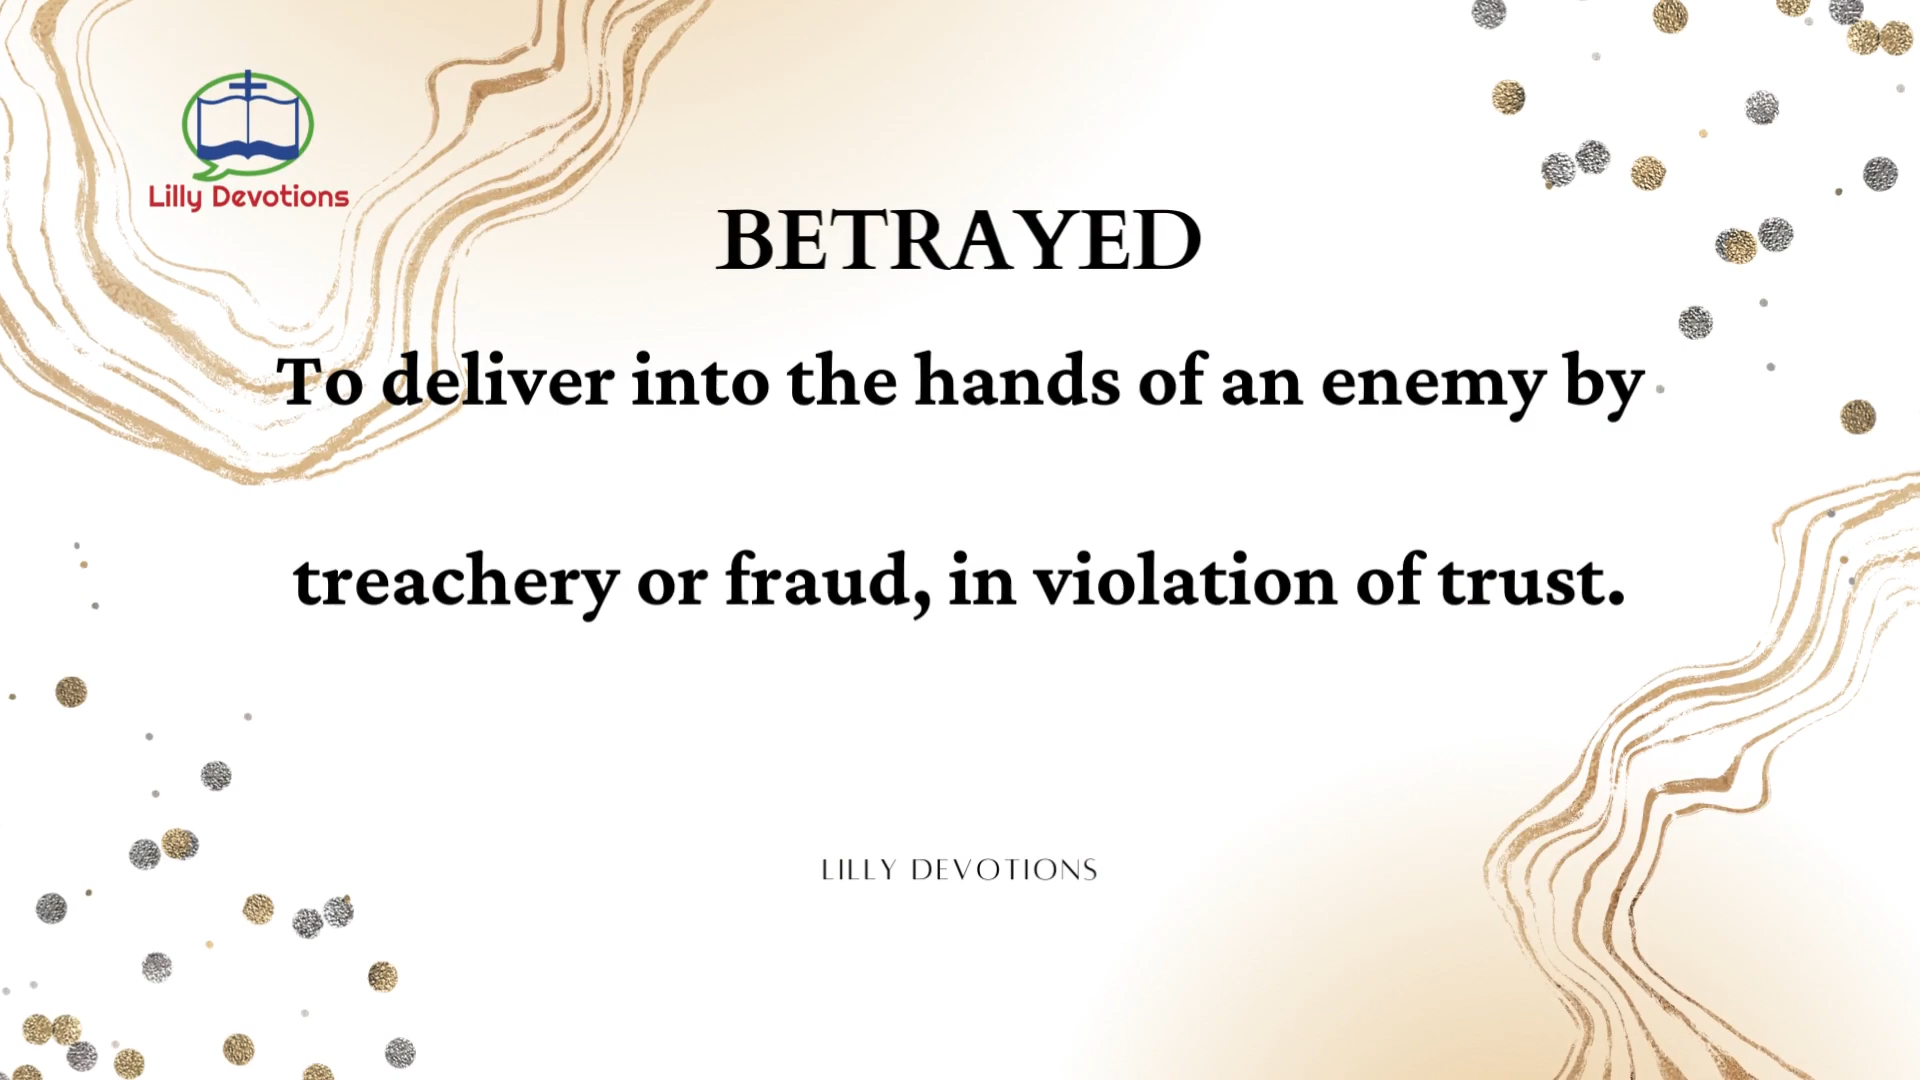 Lilly Devotions
BETRAYED
To deliver into the hands of an enemy by
treachery or fraud, in violation of trust.
LILLY DEVOTIONS